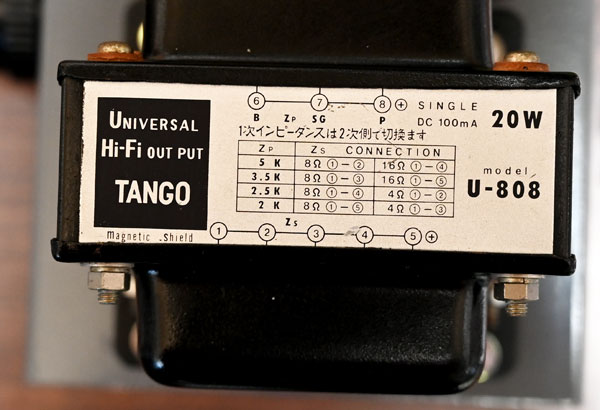 UNIVERSAL
Hi-Fi OUT PUT
TANGO
Magnetic Shield
6 7 8 +
B ZP SG P
SINGLE
DC 100mA 20W
1次インピーダンスは2次側で切換ます
ZP ZS CONNECTION
5 K 8Ω ①-② 16Ω ①-④
3.5K 8Ω ①-③ 16Ω ①-⑤
2.5K 8Ω ①-④ 4Ω ①-②
2 K 8Ω ①-⑤ 4Ω ①-③
model
U-808
ZS
1 2 3 4 5 +